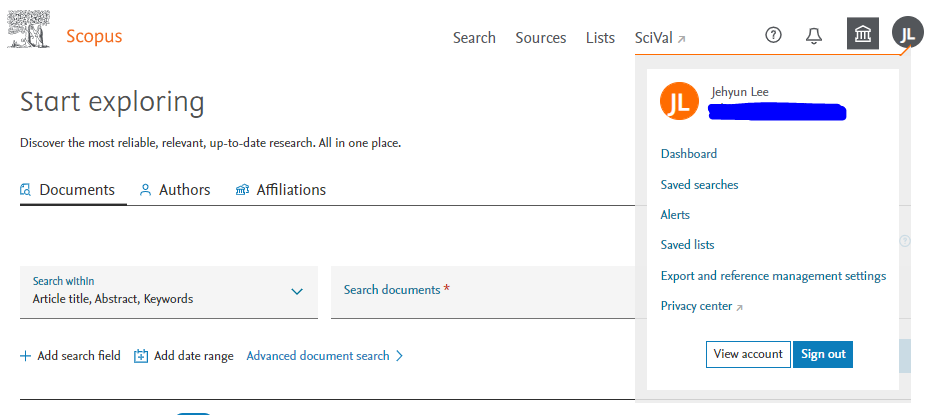 Scopus
Search Sources Lists SciVal ↗
JL
Start exploring
Discover the most reliable, relevant, up-to-date research. All in one place.
Documents Authors Affiliations
Search within
Article title, Abstract, Keywords
Search documents *
+ Add search field Add date range Advanced document search >
JL
Jehyun Lee
Dashboard
Saved searches
Alerts
Saved lists
Export and reference management settings
Privacy center ↗
View account Sign out